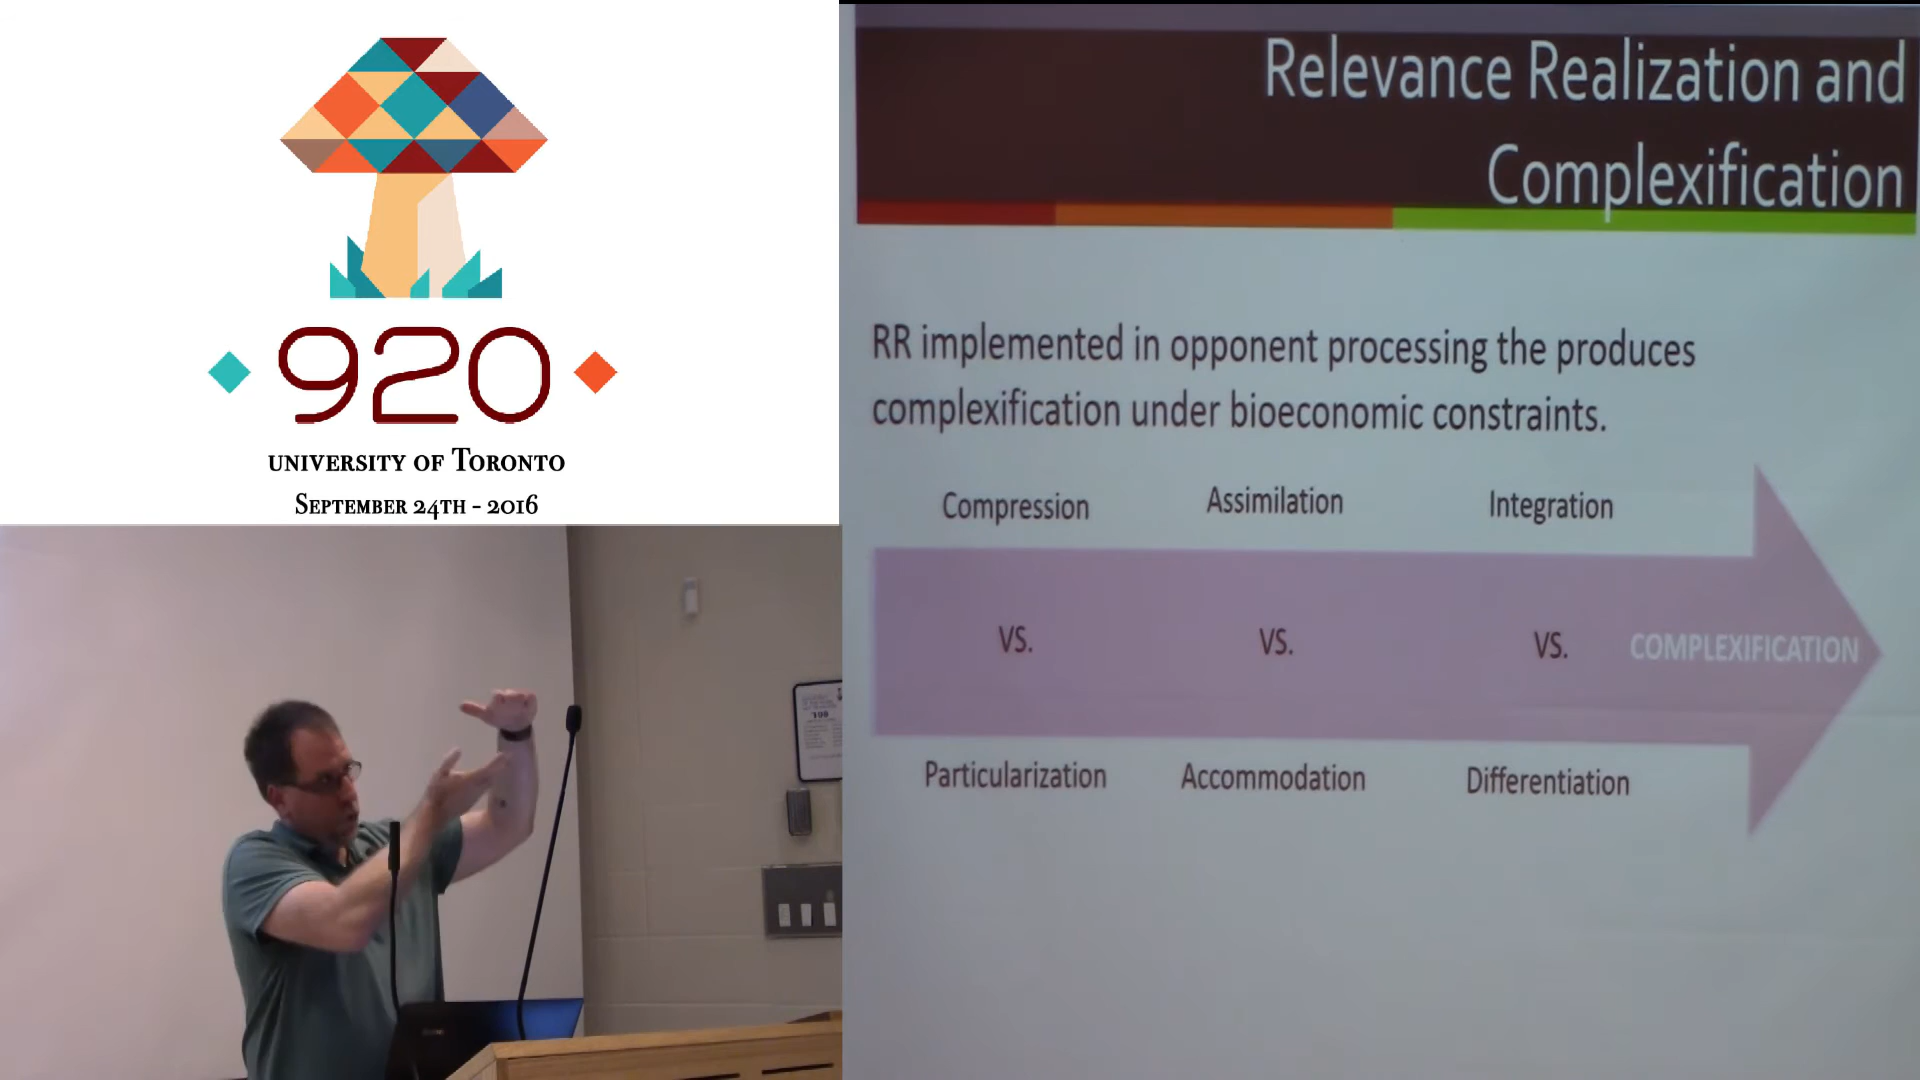 920
UNIVERSITY OF TORONTO
SEPTEMBER 24TH - 2016
Relevance Realization and
Complexification
RR implemented in opponent processing the produces
complexification under bioeconomic constraints.
Compression
Assimilation
Integration
VS.
VS.
VS.
COMPLEXIFICATION
Particularization
Accommodation
Differentiation